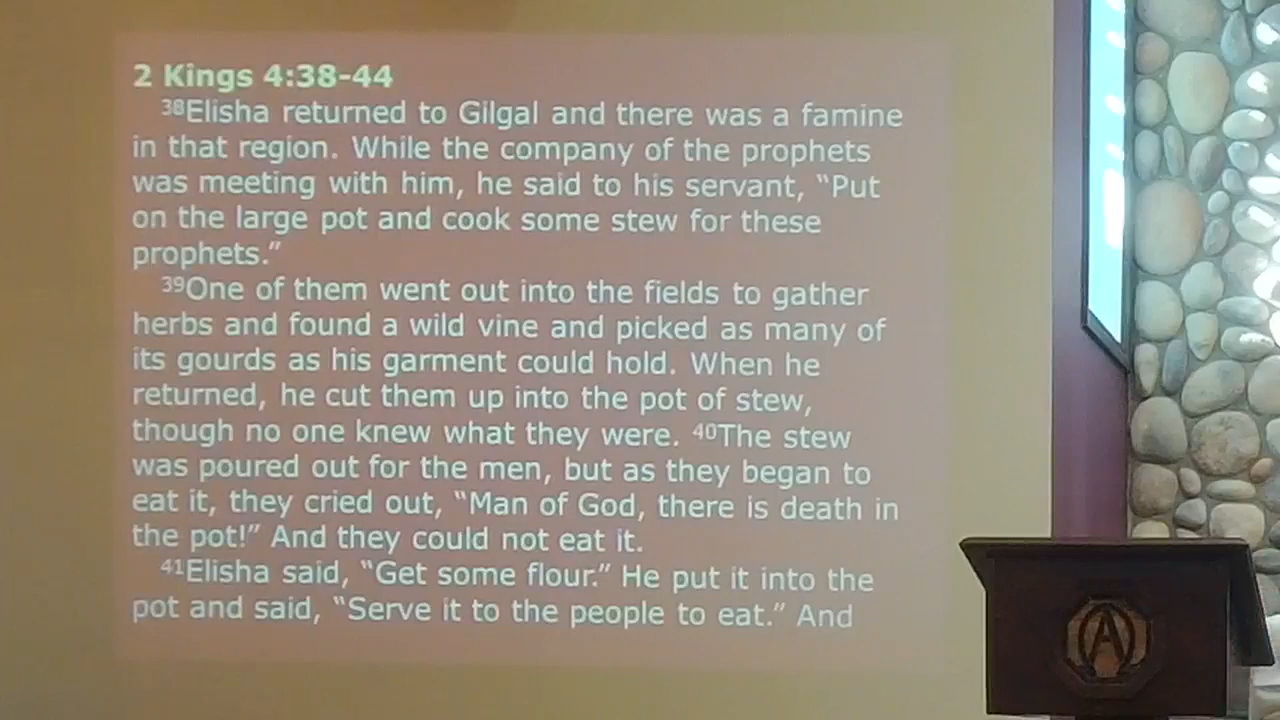 2 Kings 4:38-44
38Elisha returned to Gilgal and there was a famine
in that region. While the company of the prophets
was meeting with him, he said to his servant, “Put
on the large pot and cook some stew for these
prophets.”
39One of them went out into the fields to gather
herbs and found a wild vine and picked as many of
its gourds as his garment could hold. When he
returned, he cut them up into the pot of stew,
though no one knew what they were. 40The stew
was poured out for the men, but as they began to
eat it, they cried out, “Man of God, there is death in
the pot!” And they could not eat it.
41Elisha said, “Get some flour.” He put it into the
pot and said, “Serve it to the people to eat.” And